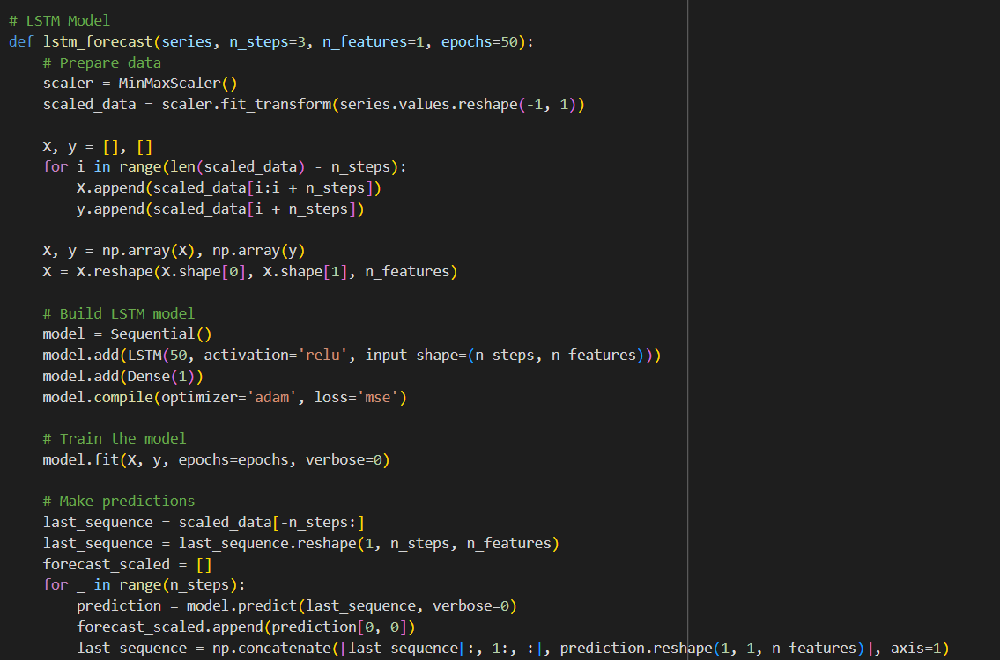 # LSTM Model
def lstm_forecast(series, n_steps=3, n_features=1, epochs=50):
    # Prepare data
    scaler = MinMaxScaler()
    scaled_data = scaler.fit_transform(series.values.reshape(-1, 1))

    X, y = [], []
    for i in range(len(scaled_data) - n_steps):
        X.append(scaled_data[i:i + n_steps])
        y.append(scaled_data[i + n_steps])

    X, y = np.array(X), np.array(y)
    X = X.reshape(X.shape[0], X.shape[1], n_features)

    # Build LSTM model
    model = Sequential()
    model.add(LSTM(50, activation='relu', input_shape=(n_steps, n_features)))
    model.add(Dense(1))
    model.compile(optimizer='adam', loss='mse')

    # Train the model
    model.fit(X, y, epochs=epochs, verbose=0)

    # Make predictions
    last_sequence = scaled_data[-n_steps:]
    last_sequence = last_sequence.reshape(1, n_steps, n_features)
    forecast_scaled = []
    for _ in range(n_steps):
        prediction = model.predict(last_sequence, verbose=0)
        forecast_scaled.append(prediction[0, 0])
        last_sequence = np.concatenate([last_sequence[:, 1:, :], prediction.reshape(1, 1, n_features)], axis=1)